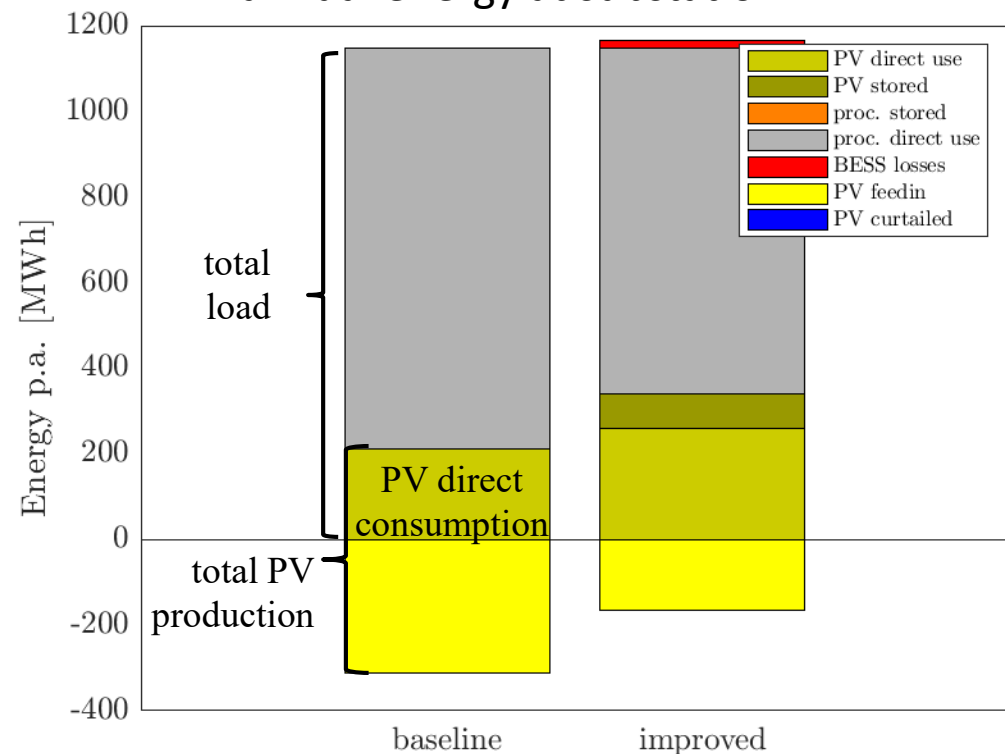 1200
1000
800
600
400
200
0
-200
-400
Energy p.a. [MWh]
total
load
PV direct
consumption
total PV
production
PV direct use
PV stored
proc. stored
proc. direct use
BESS losses
PV feedin
PV curtailed
baseline
improved